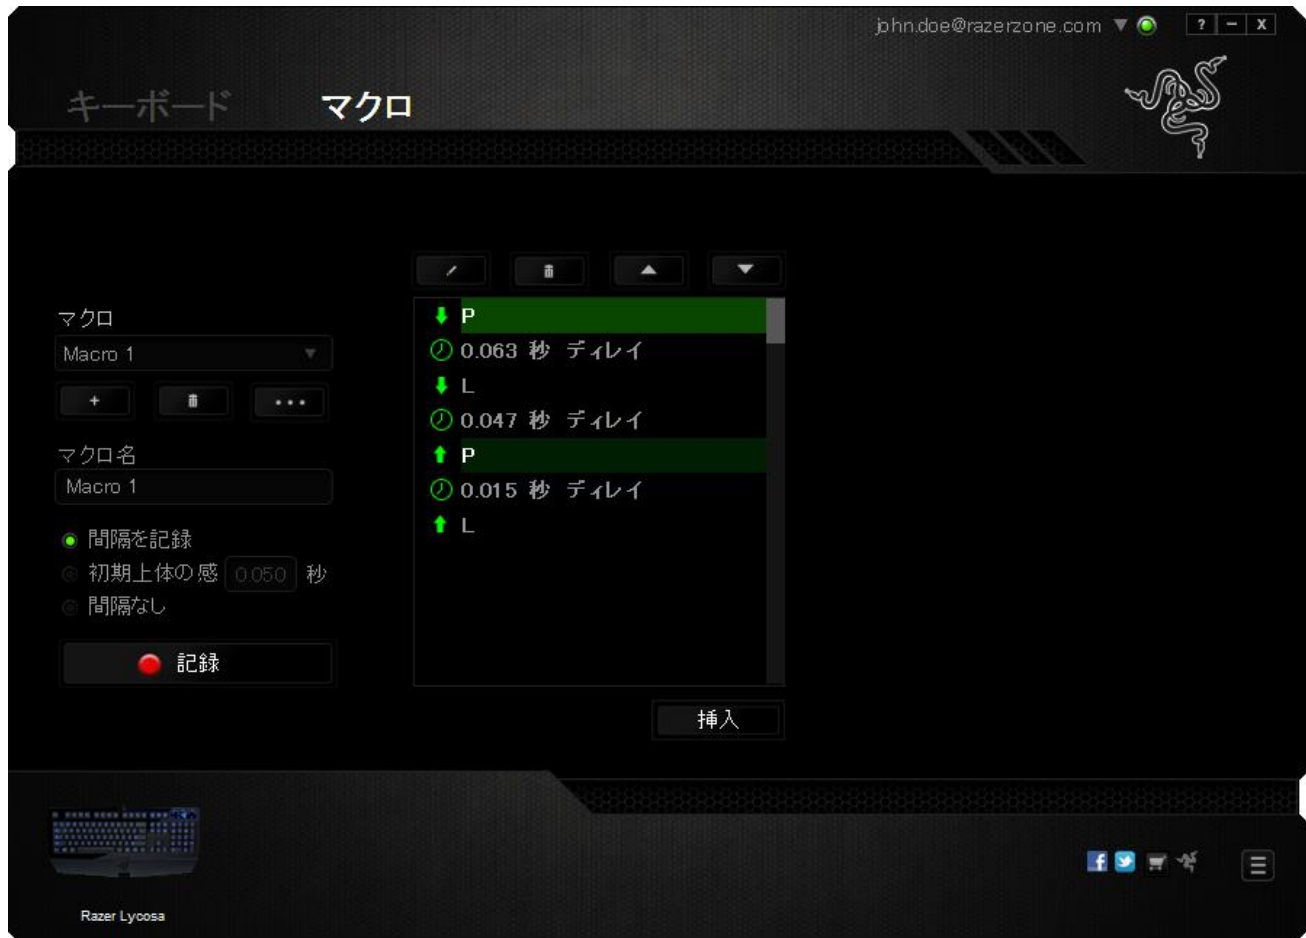 john.doe@razerzone.com
? - X
キーボード マクロ
マクロ
Macro 1
+ ...
マクロ名
Macro 1
間隔を記録
初期上体の感 0.050 秒
間隔なし
記録
P
0.063 秒 ディレイ
L
0.047 秒 ディレイ
P
0.015 秒 ディレイ
L
挿入
Razer Lycosa
f